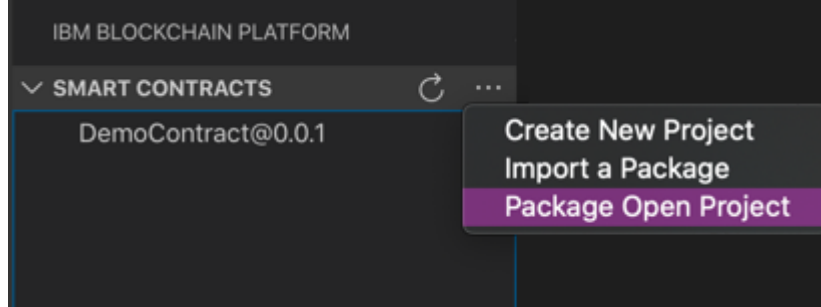 IBM BLOCKCHAIN PLATFORM
SMART CONTRACTS
DemoContract@0.0.1
Create New Project
Import a Package
Package Open Project